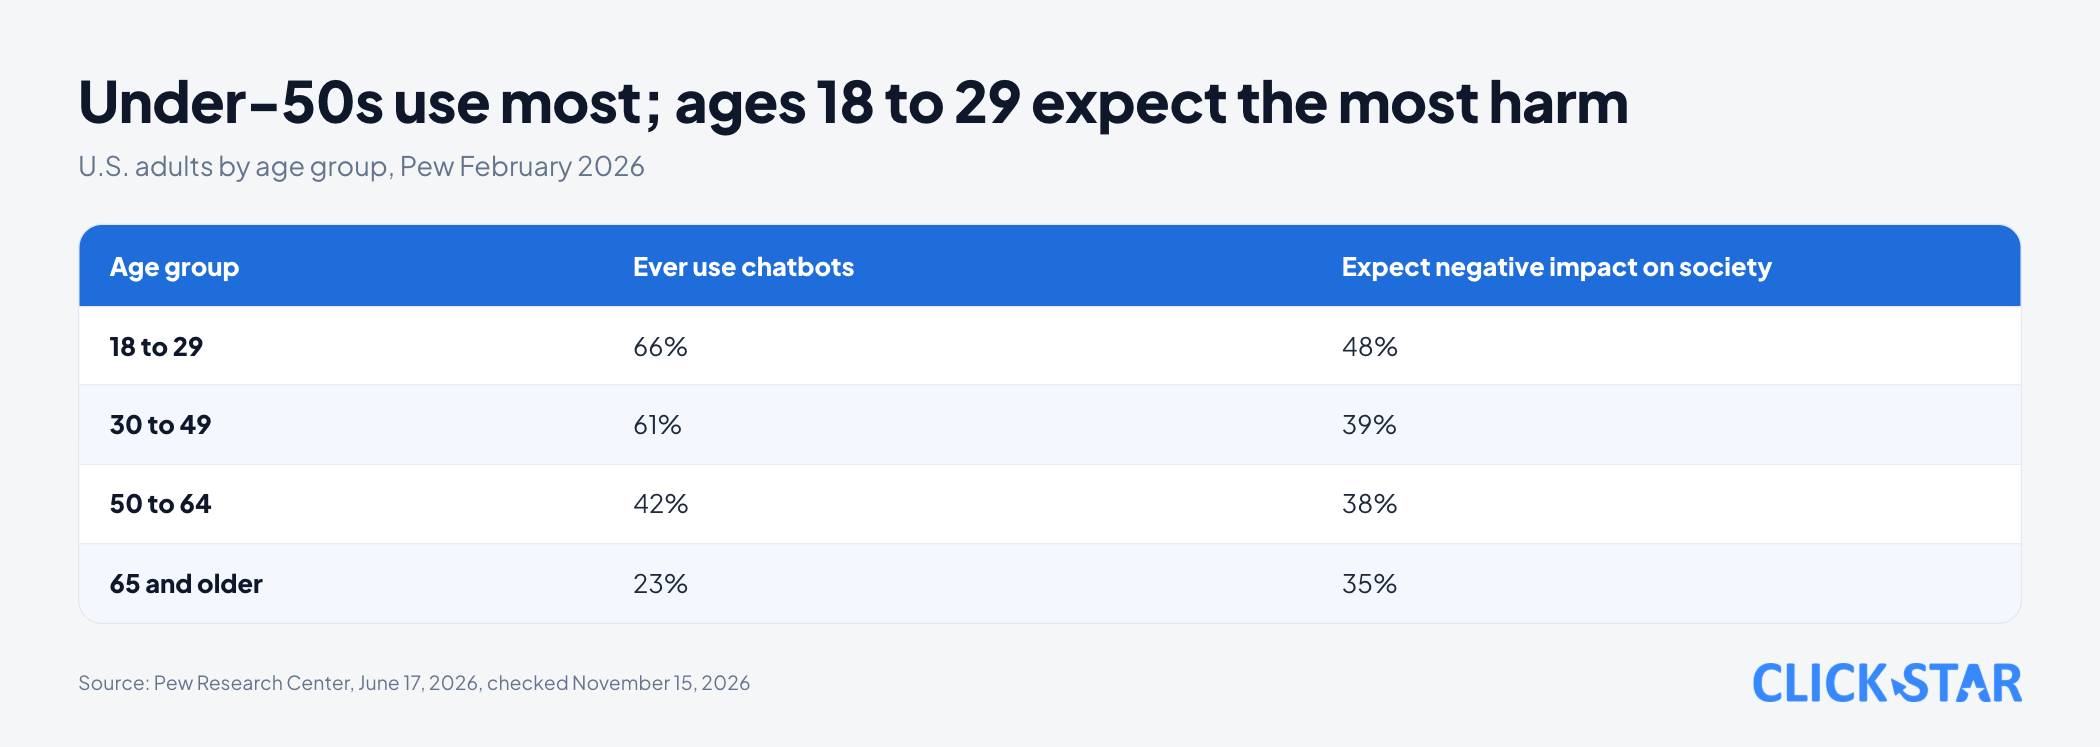 Under–50s use most; ages 18 to 29 expect the most harm
U.S. adults by age group, Pew February 2026
Age group Ever use chatbots Expect negative impact on society
18 to 29 66% 48%
30 to 49 61% 39%
50 to 64 42% 38%
65 and older 23% 35%
Source: Pew Research Center, June 17, 2026, checked November 15, 2026
CLICKSTAR